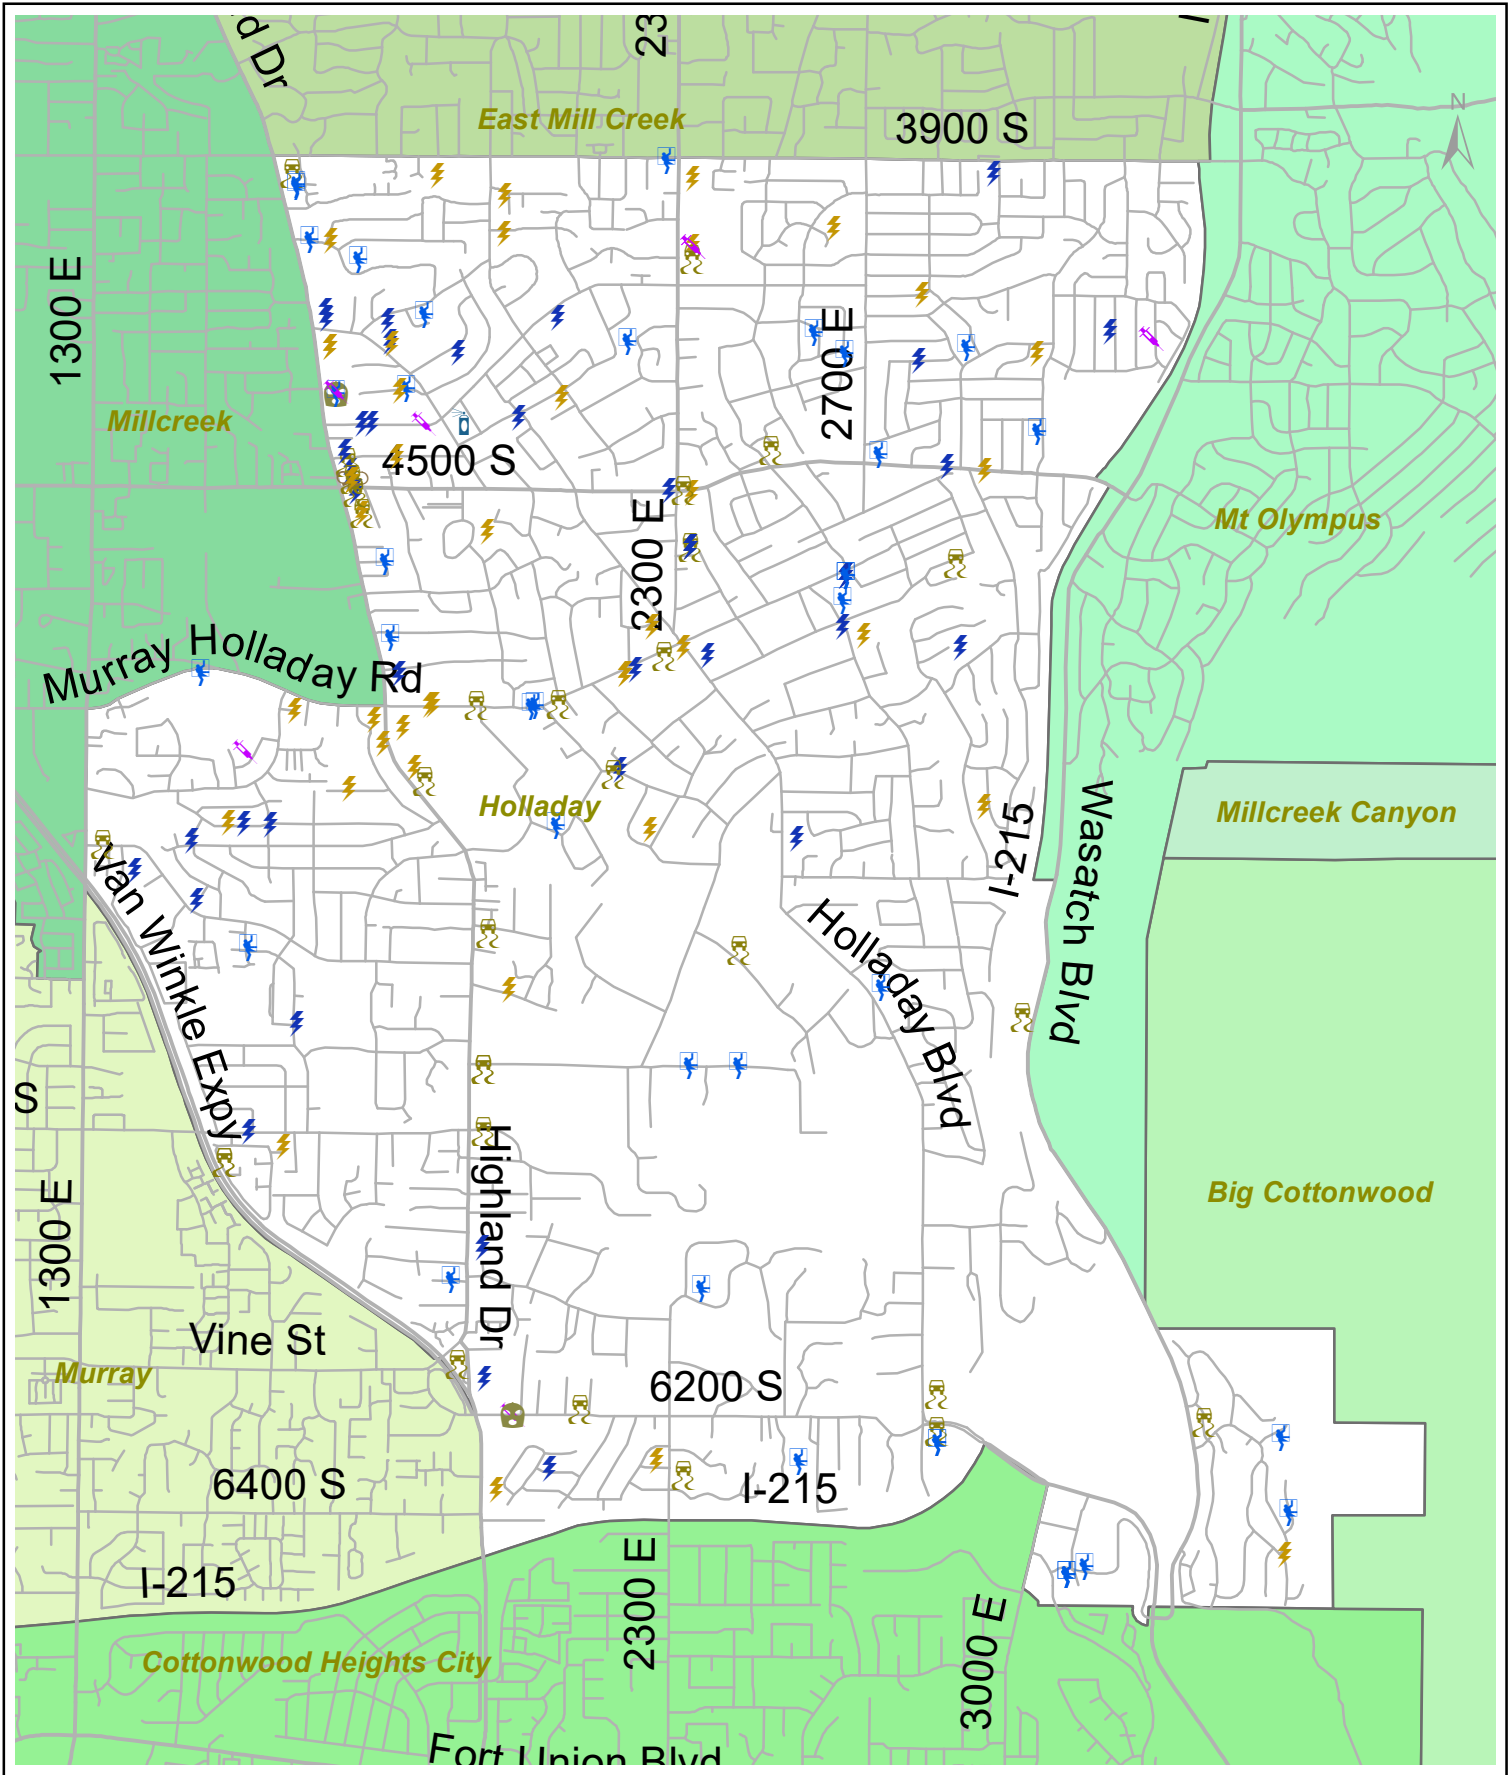 d Dr
23
East Mill Creek
3900 S
N
1300 E
2700 E
Millcreek
4500 S
2300 E
Mt Olympus
Murray Holladay Rd
Holladay
I-215
Wasatch Blvd
Millcreek Canyon
Van Winkle Expy
Holladay Blvd
S
Highland Dr
1300 E
Big Cottonwood
Vine St
Murray
6200 S
6400 S
I-215
I-215
2300 E
3000 E
Cottonwood Heights City
Fort Union Blvd